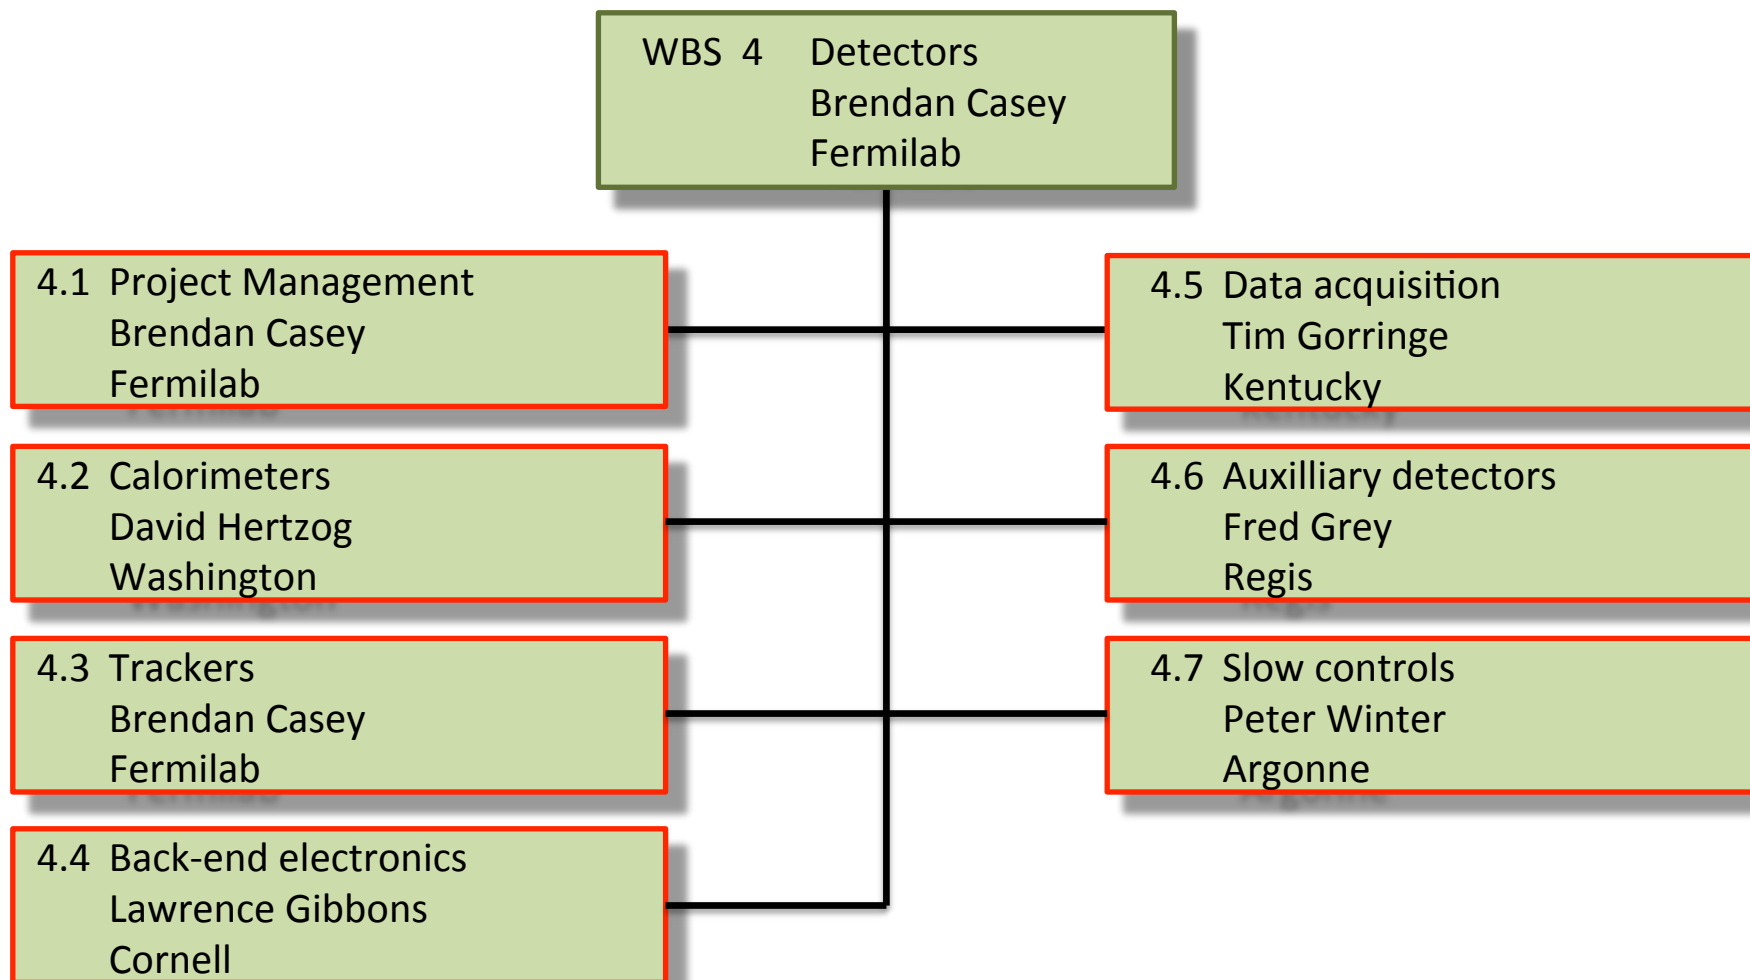 WBS 4 Detectors
Brendan Casey
Fermilab
4.1 Project Management
Brendan Casey
Fermilab
4.2 Calorimeters
David Hertzog
Washington
4.3 Trackers
Brendan Casey
Fermilab
4.4 Back-end electronics
Lawrence Gibbons
Cornell
4.5 Data acquisition
Tim Gorringe
Kentucky
4.6 Auxilliary detectors
Fred Grey
Regis
4.7 Slow controls
Peter Winter
Argonne